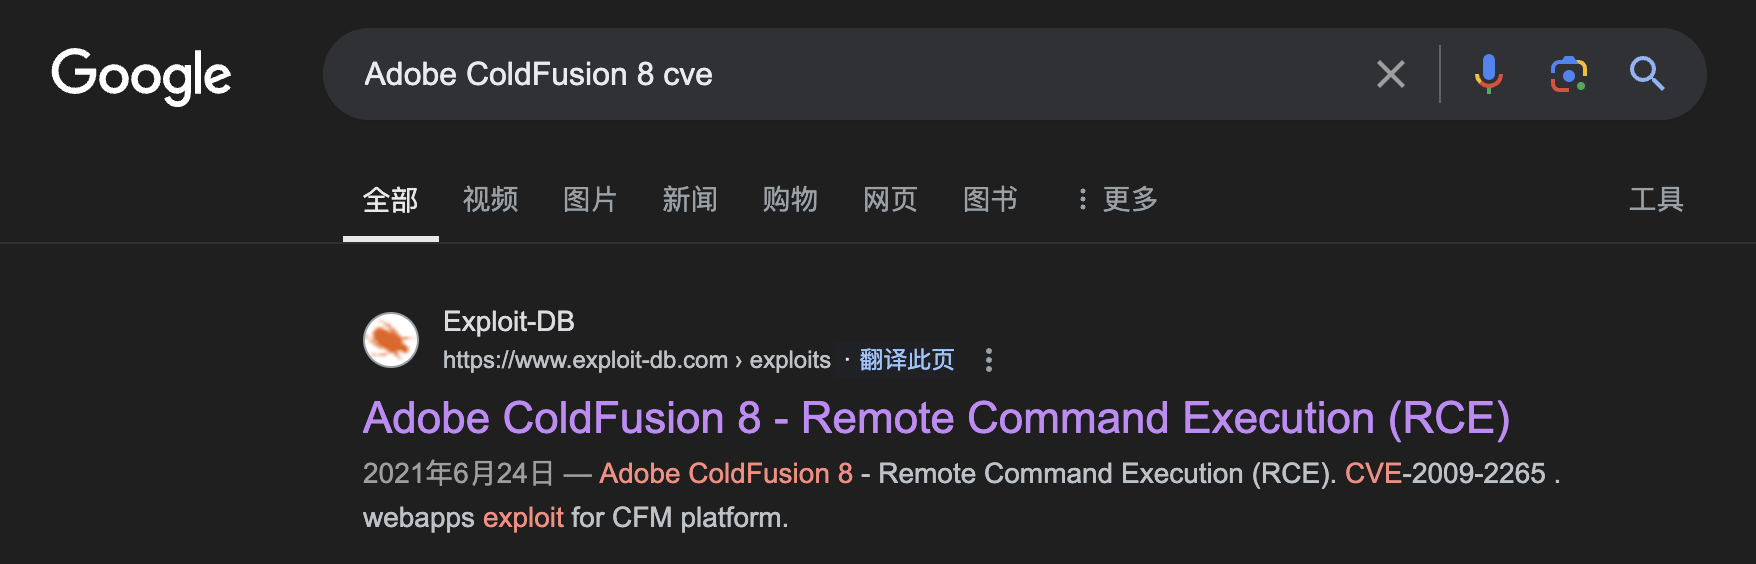 Google
Adobe ColdFusion 8 cve
全部 视频 图片 新闻 购物 网页 图书 更多 工具
Exploit-DB
https://www.exploit-db.com › exploits · 翻译此页
Adobe ColdFusion 8 - Remote Command Execution (RCE)
2021年6月24日 — Adobe ColdFusion 8 - Remote Command Execution (RCE). CVE-2009-2265 .
webapps exploit for CFM platform.